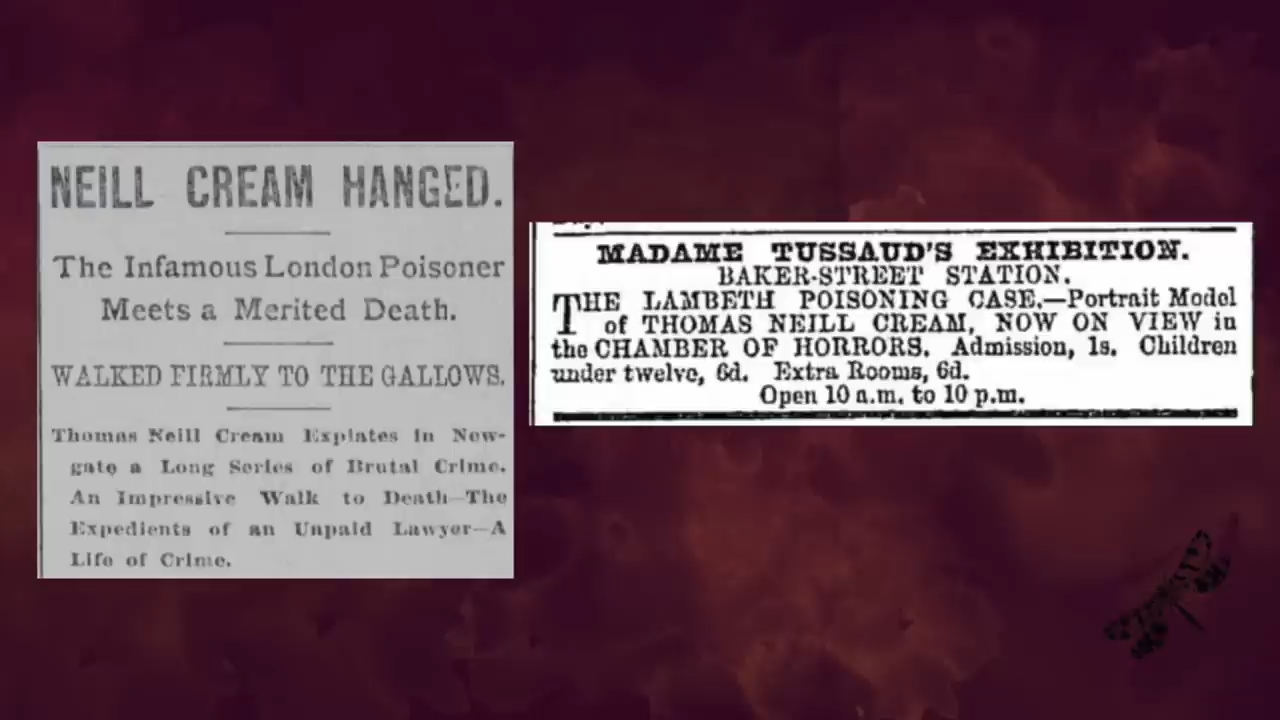 NEILL CREAM HANGED.
The Infamous London Poisoner
Meets a Merited Death.
WALKED FIRMLY TO THE GALLOWS.
Thomas Neill Cream Expiates in New-
gate a Long Series of Brutal Crime.
An Impressive Walk to Death—The
Expedients of an Unpaid Lawyer—A
Life of Crime.
MADAME TUSSAUD'S EXHIBITION.
BAKER-STREET STATION.
THE LAMBETH POISONING CASE.—Portrait Model
of THOMAS NEILL CREAM, NOW ON VIEW in
the CHAMBER OF HORRORS. Admission, 1s. Children
under twelve, 6d. Extra Rooms, 6d.
Open 10 a.m. to 10 p.m.